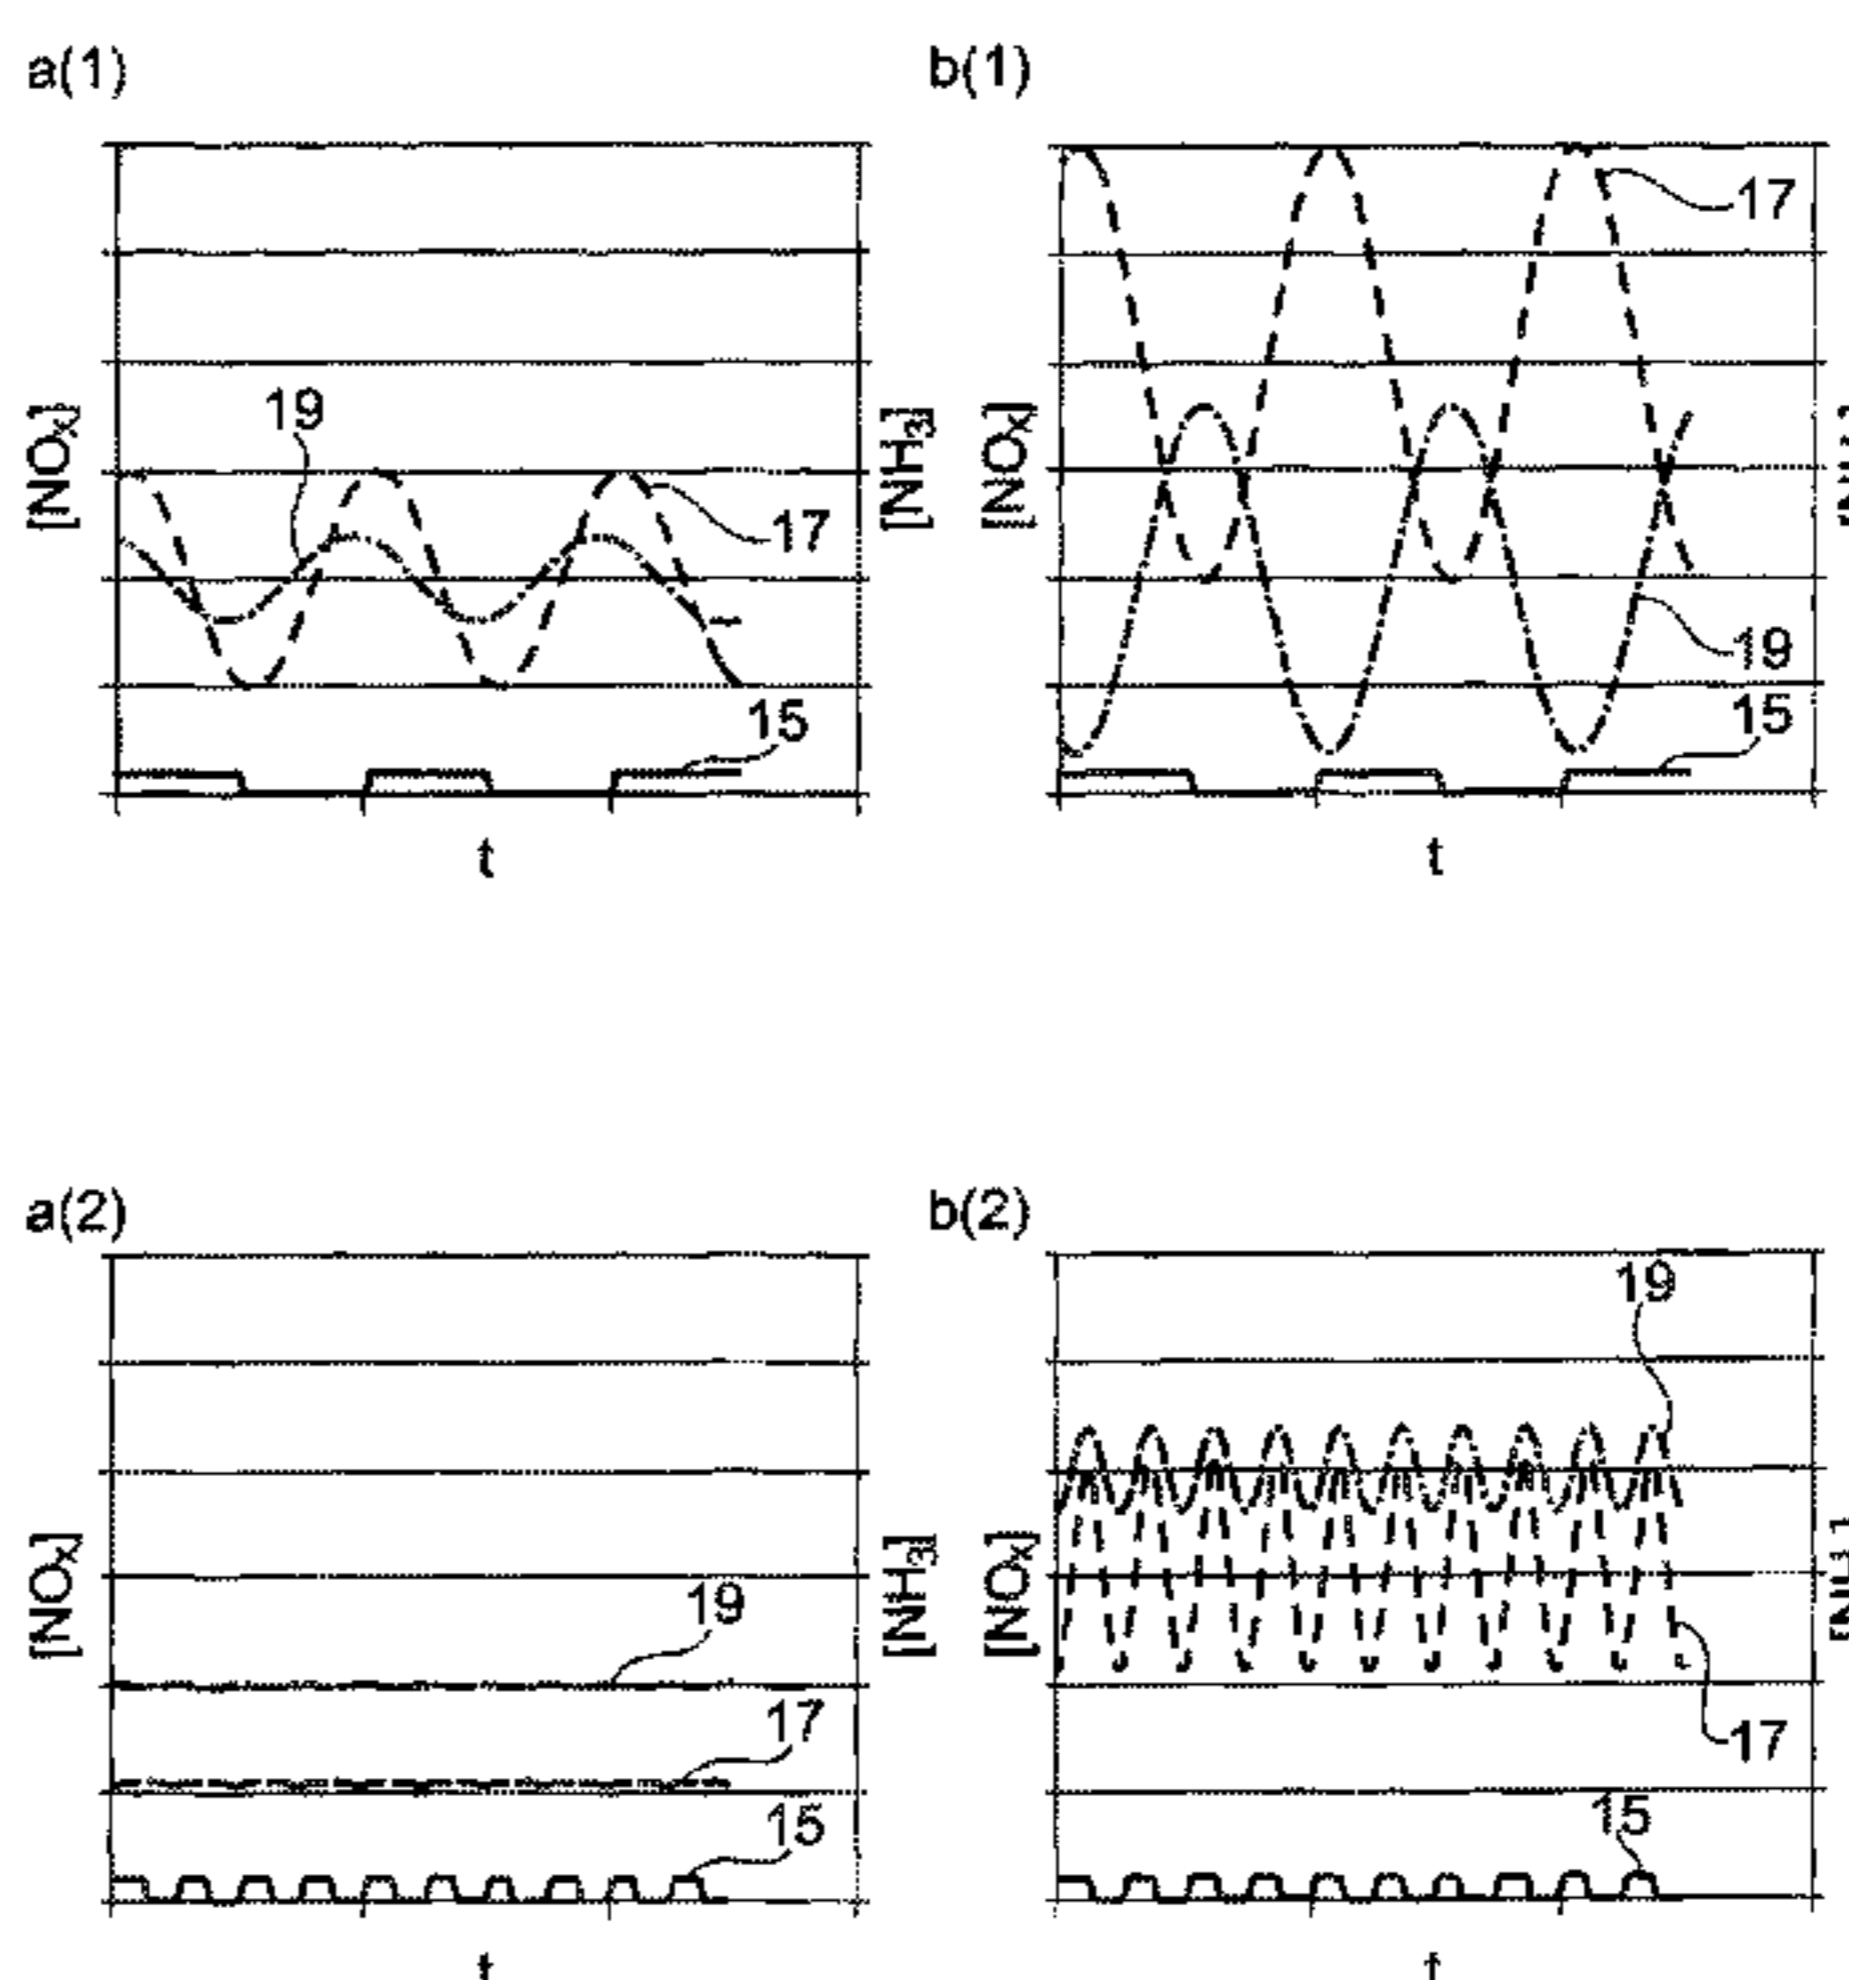 a(1)
[NOX]
[NH3]
19
17
15
t
b(1)
[NOX]
17
19
15
t
a(2)
[NOX]
[NH3]
19
17
15
t
b(2)
[NOX]
19
17
15
t